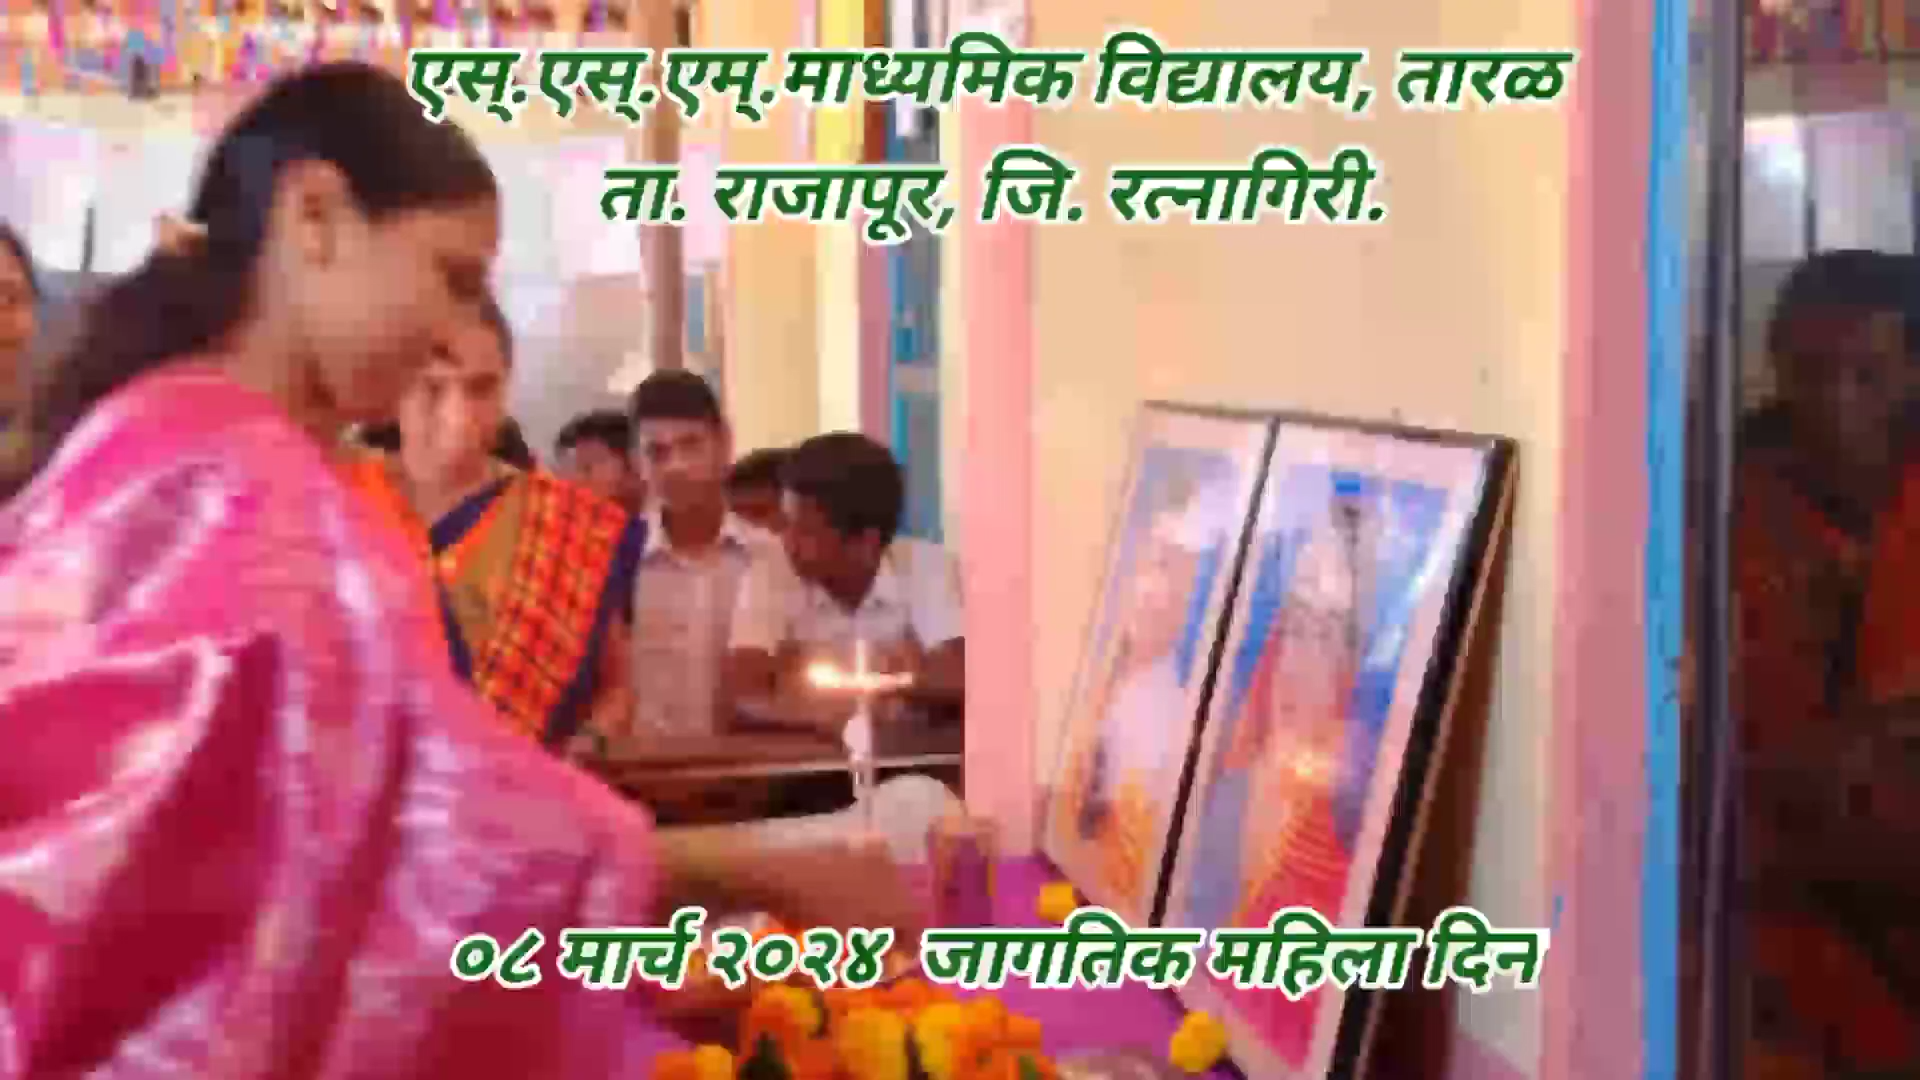 एस्.एस्.एम्.माध्यमिक विद्यालय, तारळ
ता. राजापूर, जि. रत्नागिरी.
०८ मार्च २०२४ जागतिक महिला दिन